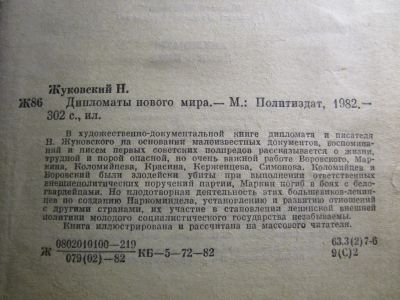 Жуковский Н.
Ж86 Дипломаты нового мира.— М.: Политиздат, 1982.—
302 с., ил.
В художественно-документальной книге дипломата и писателя
Н. Жуковского на основании малоизвестных документов, воспомина-
ний и писем первых советских полпредов рассказывается о жизни,
трудной и порой опасной, но очень важной работе Воровского, Мар-
кина, Коломийцева, Красина, Керженцева, Симонова. Коломийцев
и Воровский были злодейски убиты при выполнении ответственных
внешнеполитических поручений партии, Маркин погиб в боях с бело-
гвардейцами. Но плодотворная деятельность этих большевиков-ленин-
цев по созданию Наркоминдела, установлению и развитию отношений
с другими странами, их участие в становлении ленинской внешней
политики молодого социалистического государства незабываемы.
Книга иллюстрирована и рассчитана на массового читателя.
Ж 0802010100—219 КБ—5—72—82 63.3(2)7-6
079(02)—82 9(С)2